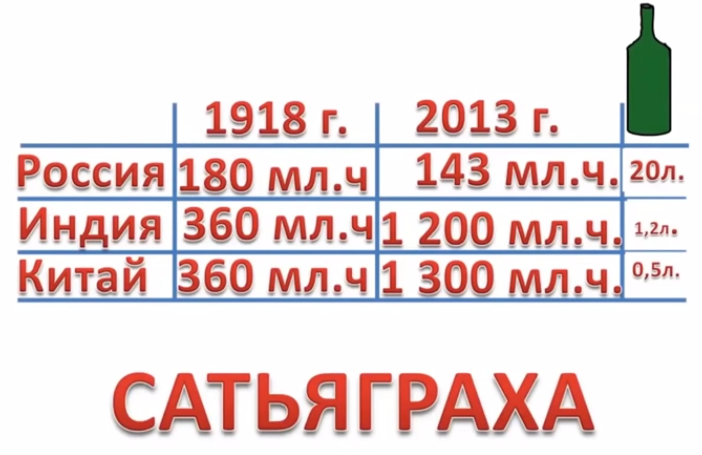 1918 г. 2013 г.
Россия 180 мл.ч 143 мл.ч. 20л.
Индия 360 мл.ч 1 200 мл.ч. 1,2л.
Китай 360 мл.ч 1 300 мл.ч. 0,5л.
САТЬЯГРАХА